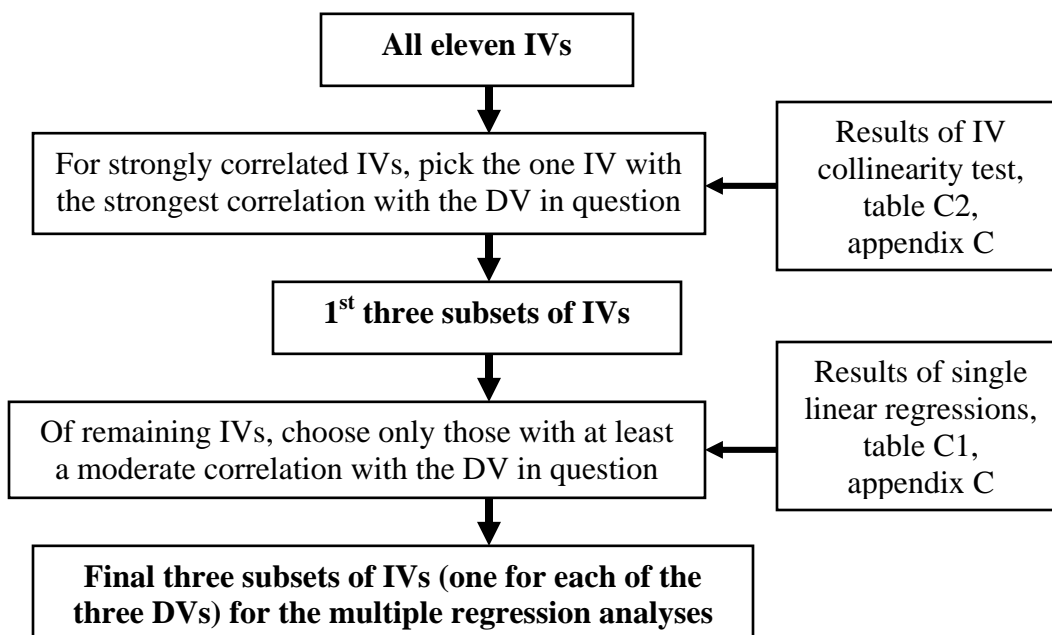 All eleven IVs
For strongly correlated IVs, pick the one IV with
the strongest correlation with the DV in question
Results of IV
collinearity test,
table C2,
appendix C
1st three subsets of IVs
Of remaining IVs, choose only those with at least
a moderate correlation with the DV in question
Results of single
linear regressions,
table C1,
appendix C
Final three subsets of IVs (one for each of the
three DVs) for the multiple regression analyses